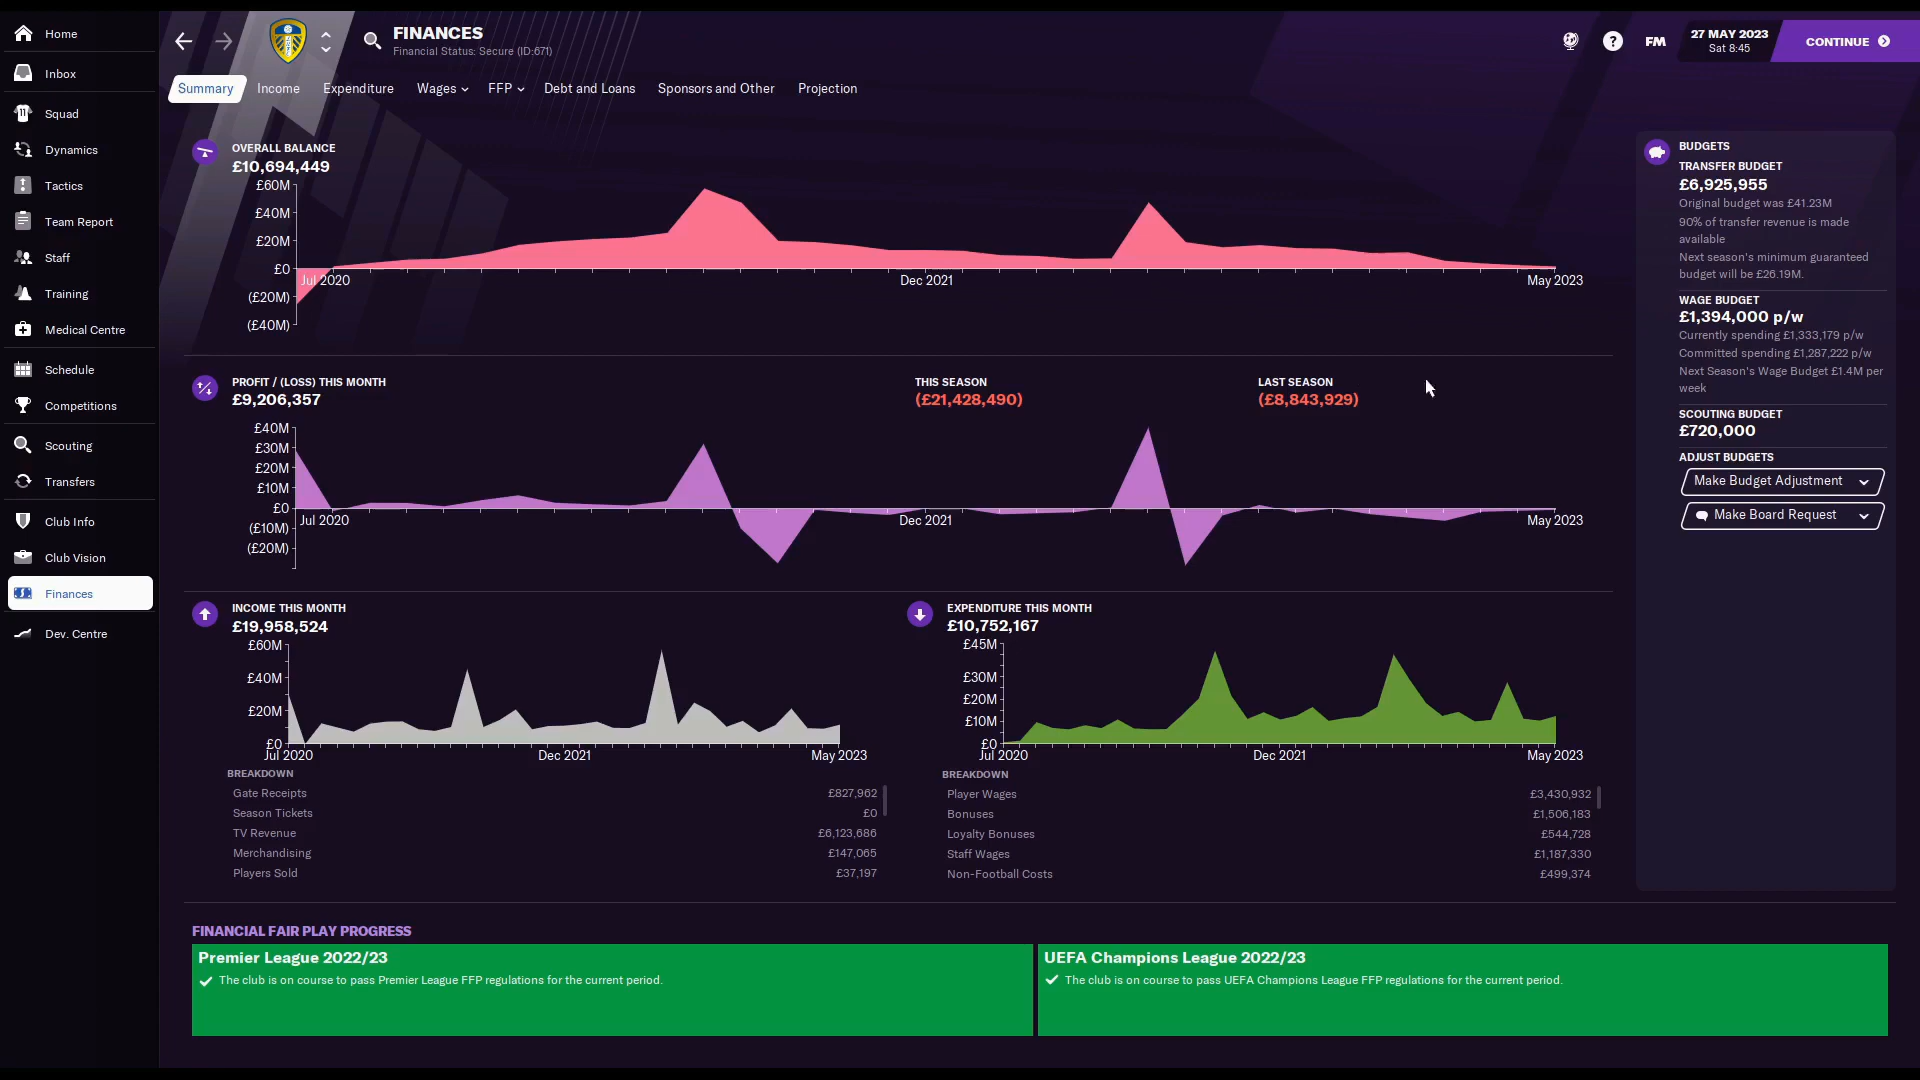 Home
Inbox
Squad
Dynamics
Tactics
Team Report
Staff
Training
Medical Centre
Schedule
Competitions
Scouting
Transfers
Club Info
Club Vision
Finances
Dev. Centre
FINANCES
Financial Status: Secure (ID:671)
?
FM
27 MAY 2023
Sat 8:45
CONTINUE
Summary
Income
Expenditure
Wages
FFP
Debt and Loans
Sponsors and Other
Projection
OVERALL BALANCE
£10,694,449
£60M
£40M
£20M
£0
(£20M)
(£40M)
Jul 2020
Dec 2021
May 2023
PROFIT / (LOSS) THIS MONTH
£9,206,357
THIS SEASON
(£21,428,490)
LAST SEASON
(£8,843,929)
£40M
£30M
£20M
£10M
£0
(£10M)
(£20M)
Jul 2020
Dec 2021
May 2023
INCOME THIS MONTH
£19,958,524
£60M
£40M
£20M
£0
Jul 2020
Dec 2021
May 2023
BREAKDOWN
Gate Receipts £827,962
Season Tickets £0
TV Revenue £6,123,686
Merchandising £147,065
Players Sold £37,197
EXPENDITURE THIS MONTH
£10,752,167
£45M
£30M
£20M
£10M
£0
Jul 2020
Dec 2021
May 2023
BREAKDOWN
Player Wages £3,430,932
Bonuses £1,506,183
Loyalty Bonuses £544,728
Staff Wages £1,187,330
Non-Football Costs £499,374
BUDGETS
TRANSFER BUDGET
£6,925,955
Original budget was £41.23M
90% of transfer revenue is made
available
Next season's minimum guaranteed
budget will be £26.19M.
WAGE BUDGET
£1,394,000 p/w
Currently spending £1,333,179 p/w
Committed spending £1,287,222 p/w
Next Season's Wage Budget £1.4M per
week
SCOUTING BUDGET
£720,000
ADJUST BUDGETS
Make Budget Adjustment
Make Board Request
FINANCIAL FAIR PLAY PROGRESS
Premier League 2022/23
The club is on course to pass Premier League FFP regulations for the current period.
UEFA Champions League 2022/23
The club is on course to pass UEFA Champions League FFP regulations for the current period.